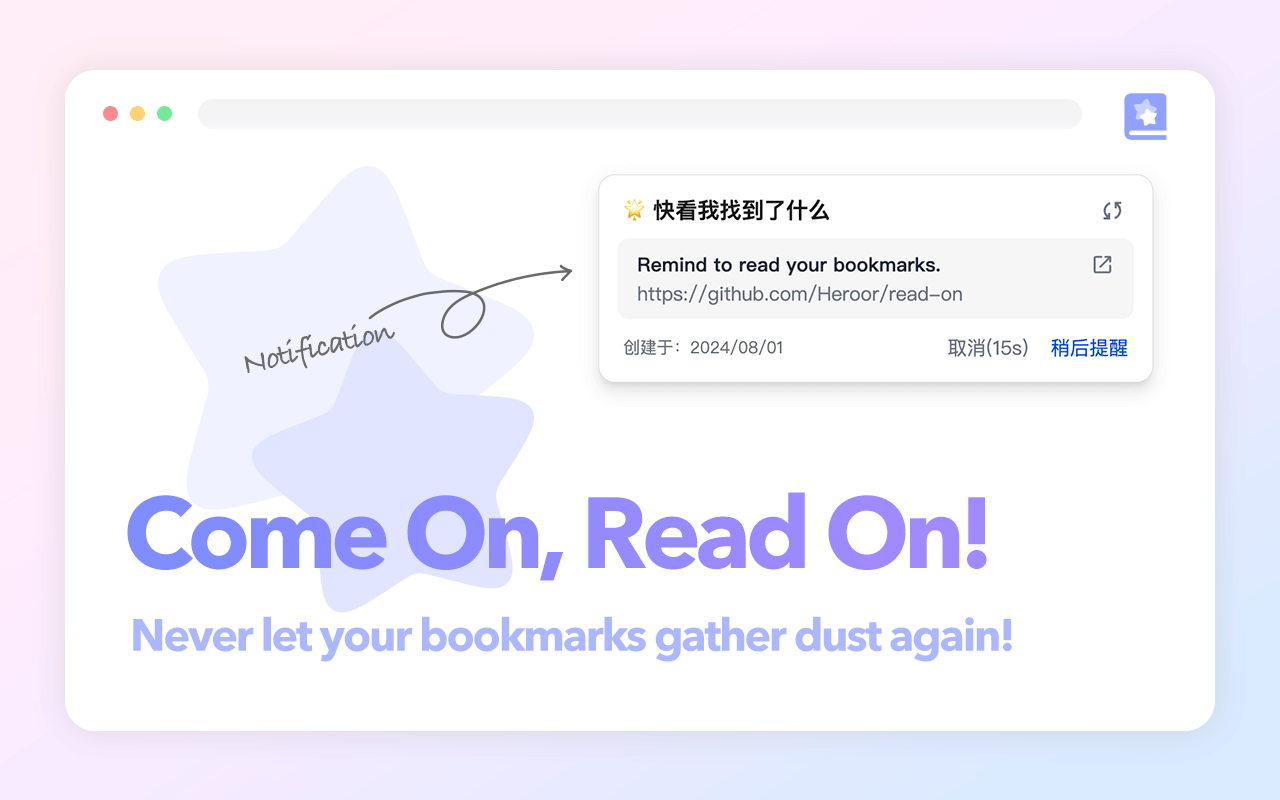 🌟 快看我找到了什么
Remind to read your bookmarks.
https://github.com/Heroor/read-on
创建于：2024/08/01 取消(15s) 稍后提醒
Notification
Come On, Read On!
Never let your bookmarks gather dust again!